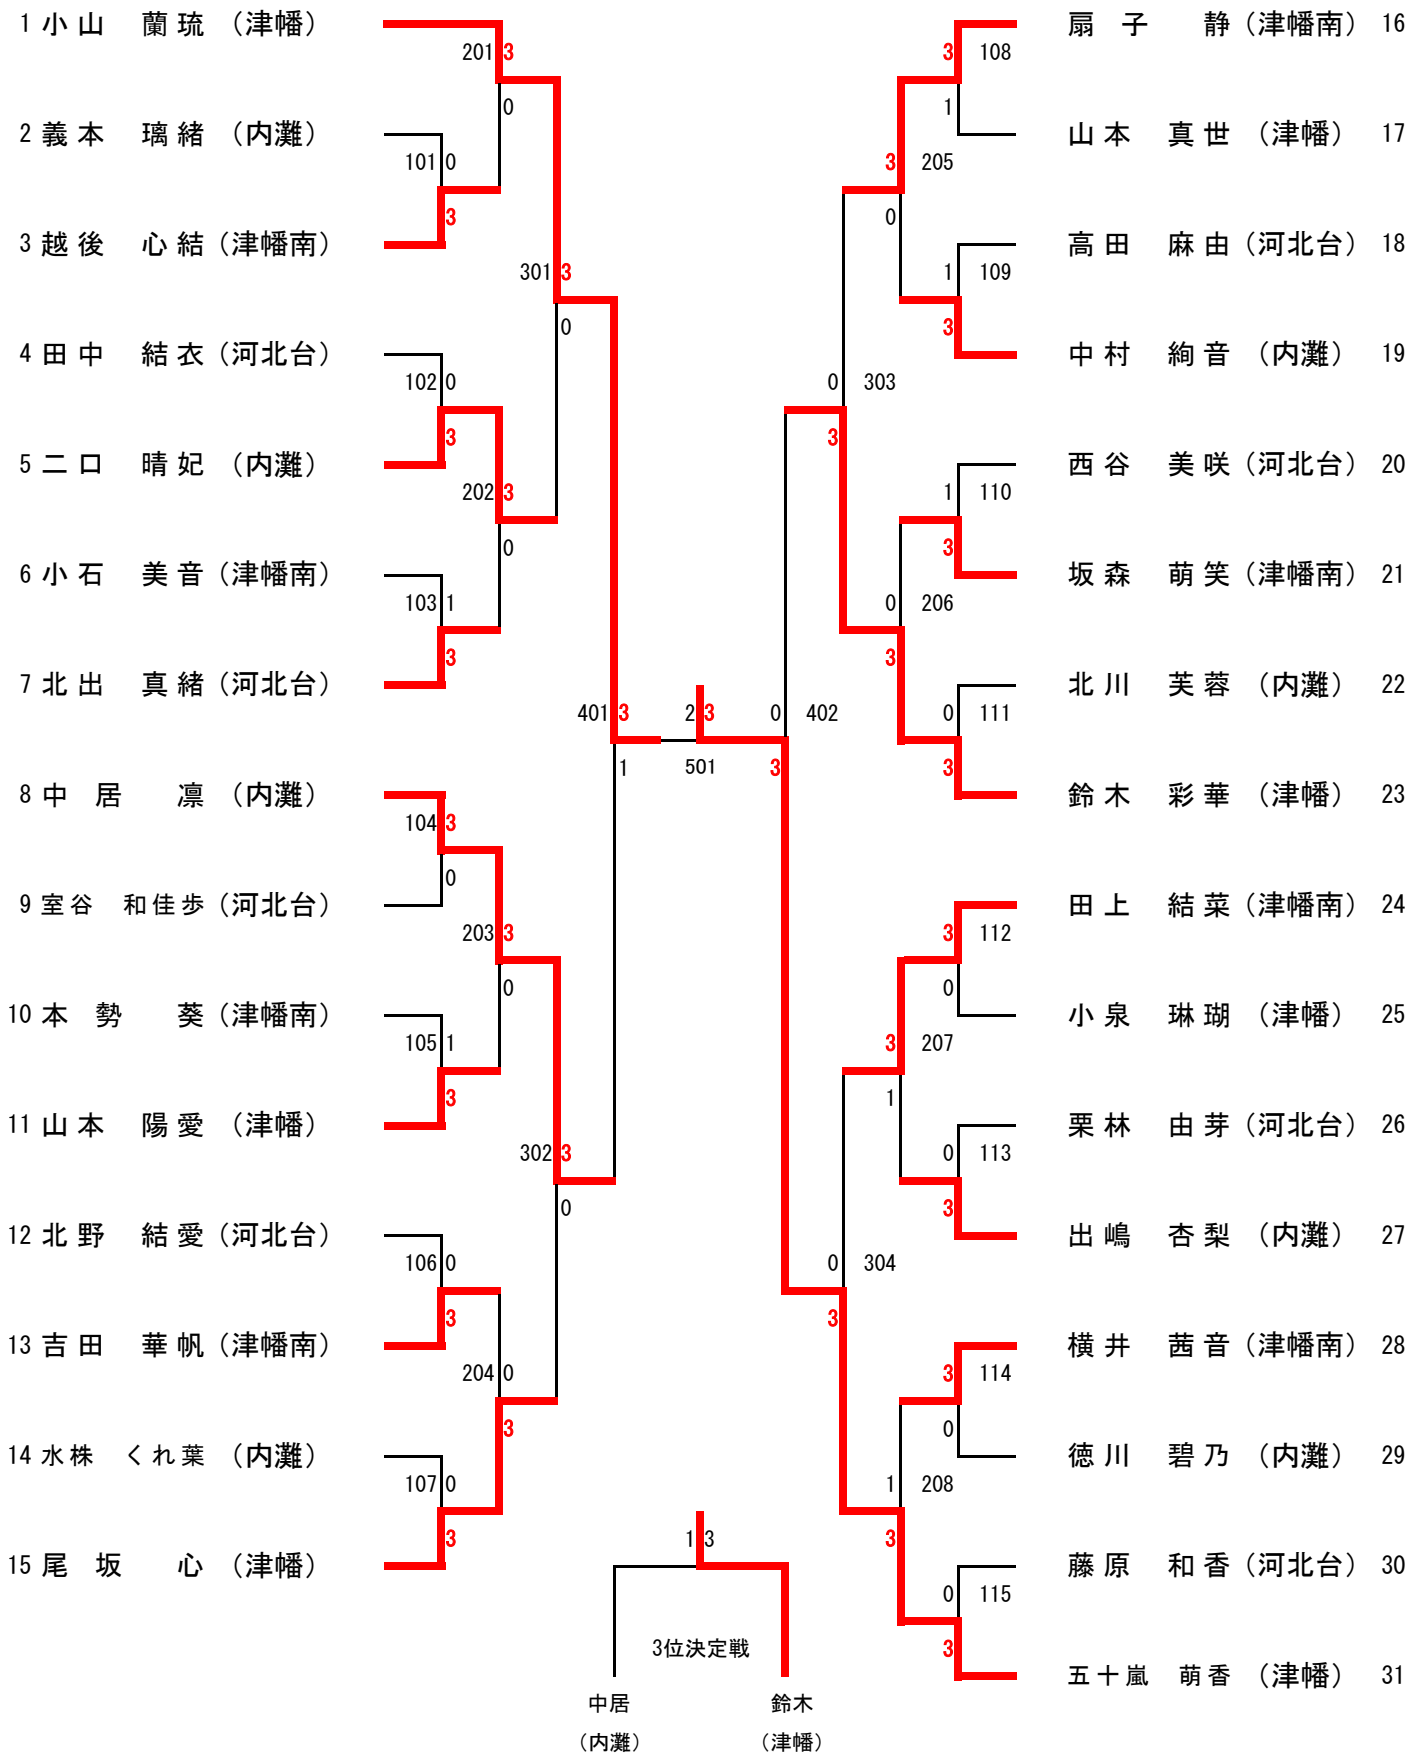 1 小山 蘭琉 （津幡）
201 3
0
2 義本 璃緒 （内灘）
101 0
3
3 越後 心結 （津幡南）
301 3
0
4 田中 結衣 （河北台）
102 0
3
5 二口 晴妃 （内灘）
202 3
0
6 小石 美音 （津幡南）
103 1
3
7 北出 真緒 （河北台）
401 3
1
8 中居 凛 （内灘）
104 3
0
9 室谷 和佳歩 （河北台）
203 3
0
10 本勢 葵 （津幡南）
105 1
3
11 山本 陽愛 （津幡）
302 3
0
12 北野 結愛 （河北台）
106 0
3
13 吉田 華帆 （津幡南）
204 0
3
14 水株 くれ葉 （内灘）
107 0
3
15 尾坂 心 （津幡）
2 3
501
扇子 静 （津幡南） 16
3 108
1
山本 真世 （津幡） 17
3 205
0
高田 麻由 （河北台） 18
1 109
3
中村 絢音 （内灘） 19
0 303
3
西谷 美咲 （河北台） 20
1 110
3
坂森 萌笑 （津幡南） 21
0 206
3
北川 芙蓉 （内灘） 22
0 111
3
鈴木 彩華 （津幡） 23
0 402
3
田上 結菜 （津幡南） 24
3 112
0
小泉 琳瑚 （津幡） 25
3 207
1
栗林 由芽 （河北台） 26
0 113
3
出嶋 杏梨 （内灘） 27
0 304
3
横井 茜音 （津幡南） 28
3 114
0
徳川 碧乃 （内灘） 29
1 208
3
藤原 和香 （河北台） 30
0 115
3
五十嵐 萌香 （津幡） 31
1 3
3位決定戦
中居 鈴木
（内灘） （津幡）